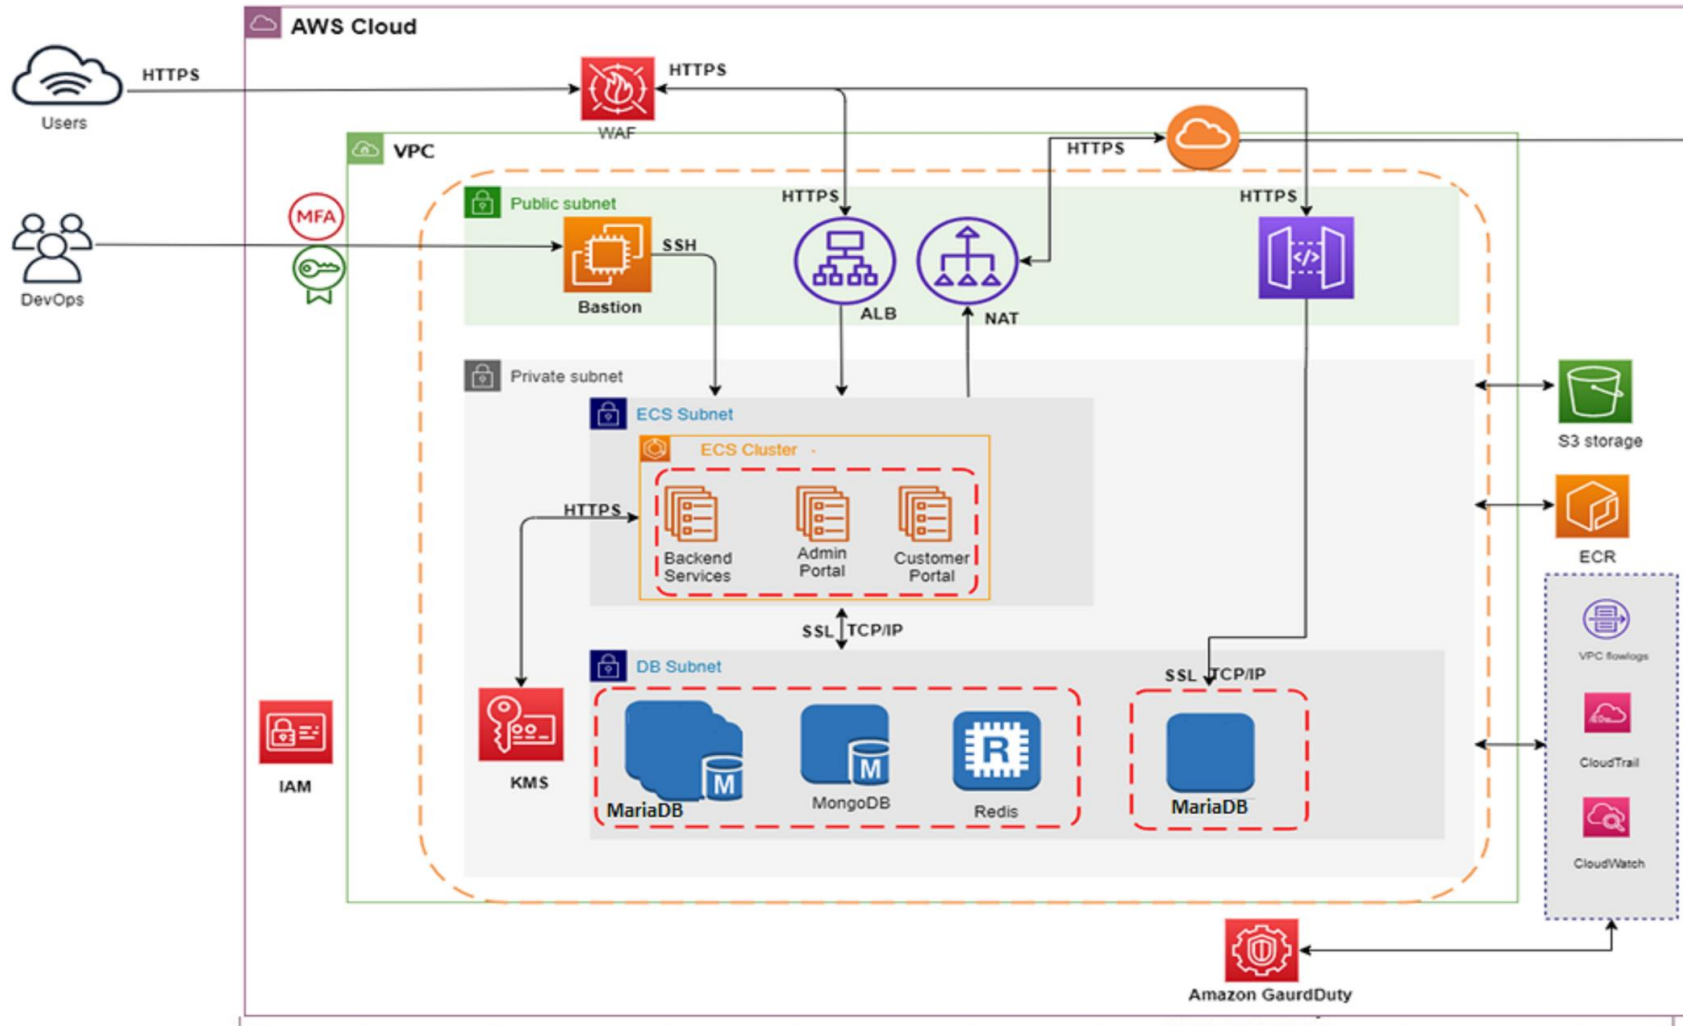 AWS Cloud
HTTPS
HTTPS
Users
WAF
VPC
HTTPS
MFA
Public subnet
HTTPS
HTTPS
SSH
</>
DevOps
Bastion
ALB
NAT
Private subnet
ECS Subnet
S3 storage
ECS Cluster
HTTPS
Backend
Services
Admin
Portal
Customer
Portal
ECR
SSL
TCP/IP
VPC flowlogs
DB Subnet
SSL
TCP/IP
M
M
R
CloudTrail
IAM
KMS
MariaDB
MongoDB
Redis
MariaDB
CloudWatch
Amazon GaurdDuty